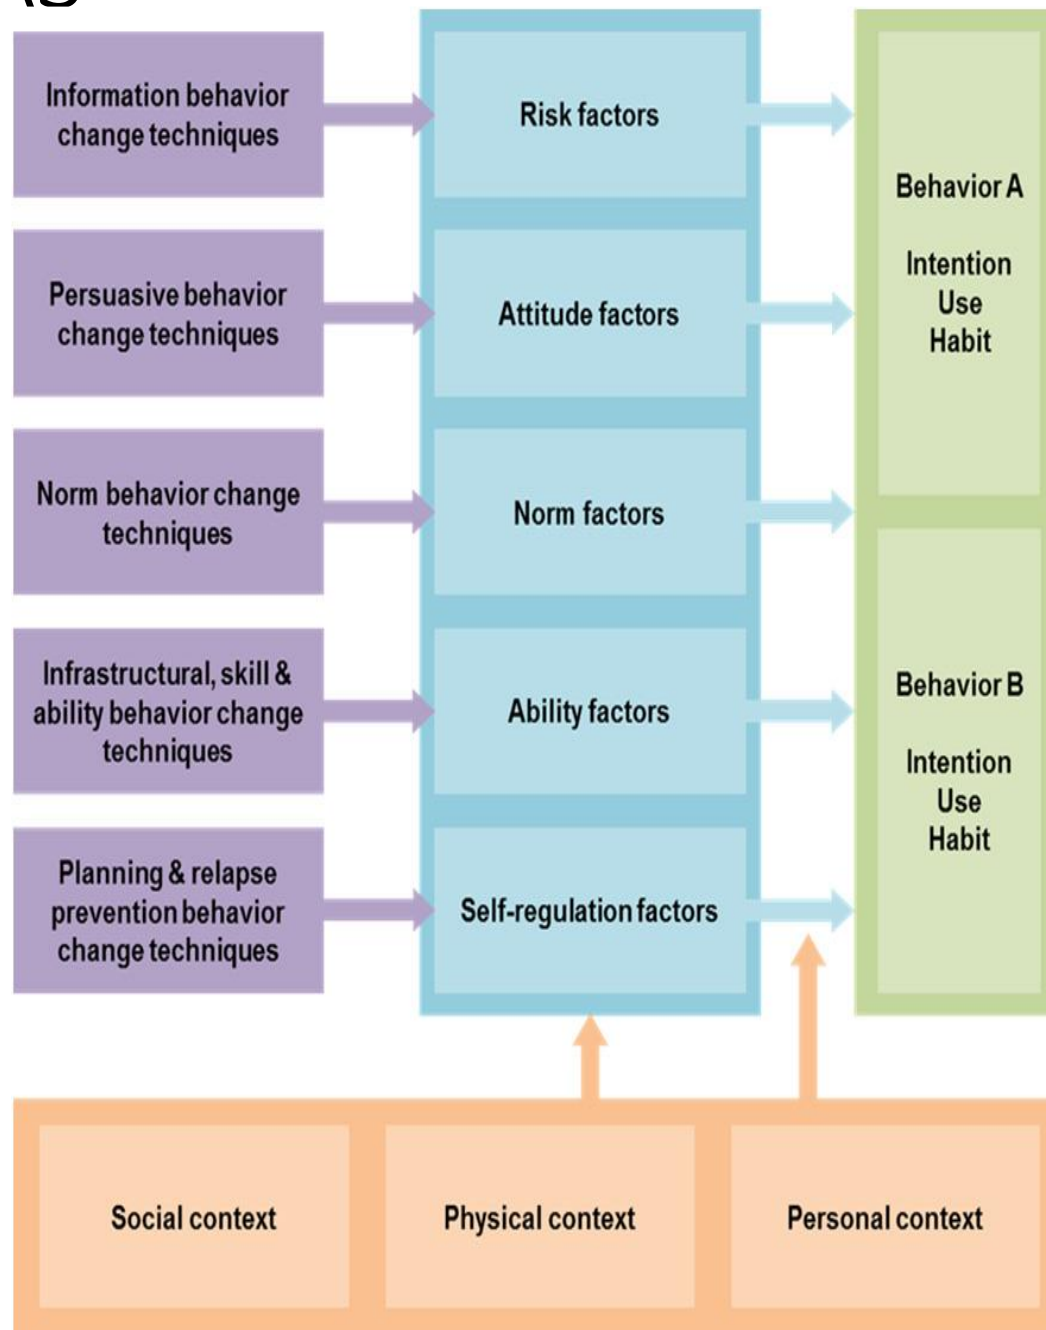 Information behavior
change techniques
Risk factors
Persuasive behavior
change techniques
Attitude factors
Norm behavior change
techniques
Norm factors
Infrastructural, skill &
ability behavior change
techniques
Ability factors
Planning & relapse
prevention behavior
change techniques
Self-regulation factors
Behavior A
Intention
Use
Habit
Behavior B
Intention
Use
Habit
Social context
Physical context
Personal context